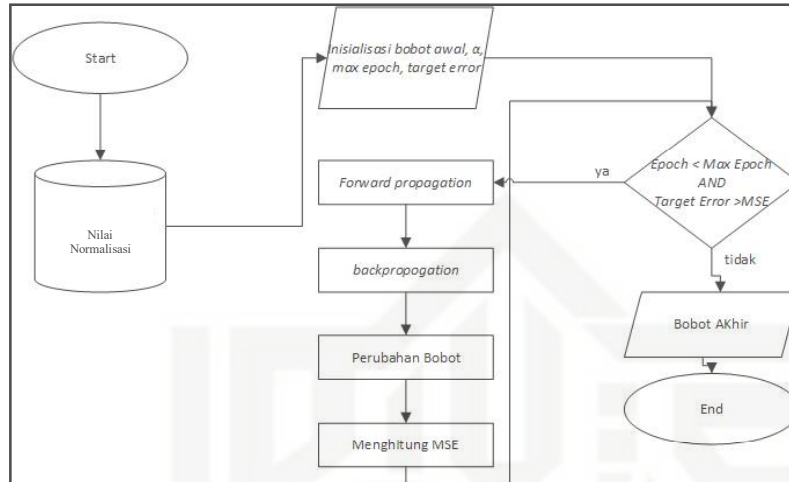 Start
Nilai
Normalisasi
Inisialisasi bobot awal, α,
max epoch, target error
Epoch < Max Epoch
AND
Target Error >MSE
ya
tidak
Forward propagation
backpropogation
Perubahan Bobot
Menghitung MSE
Bobot AKhir
End